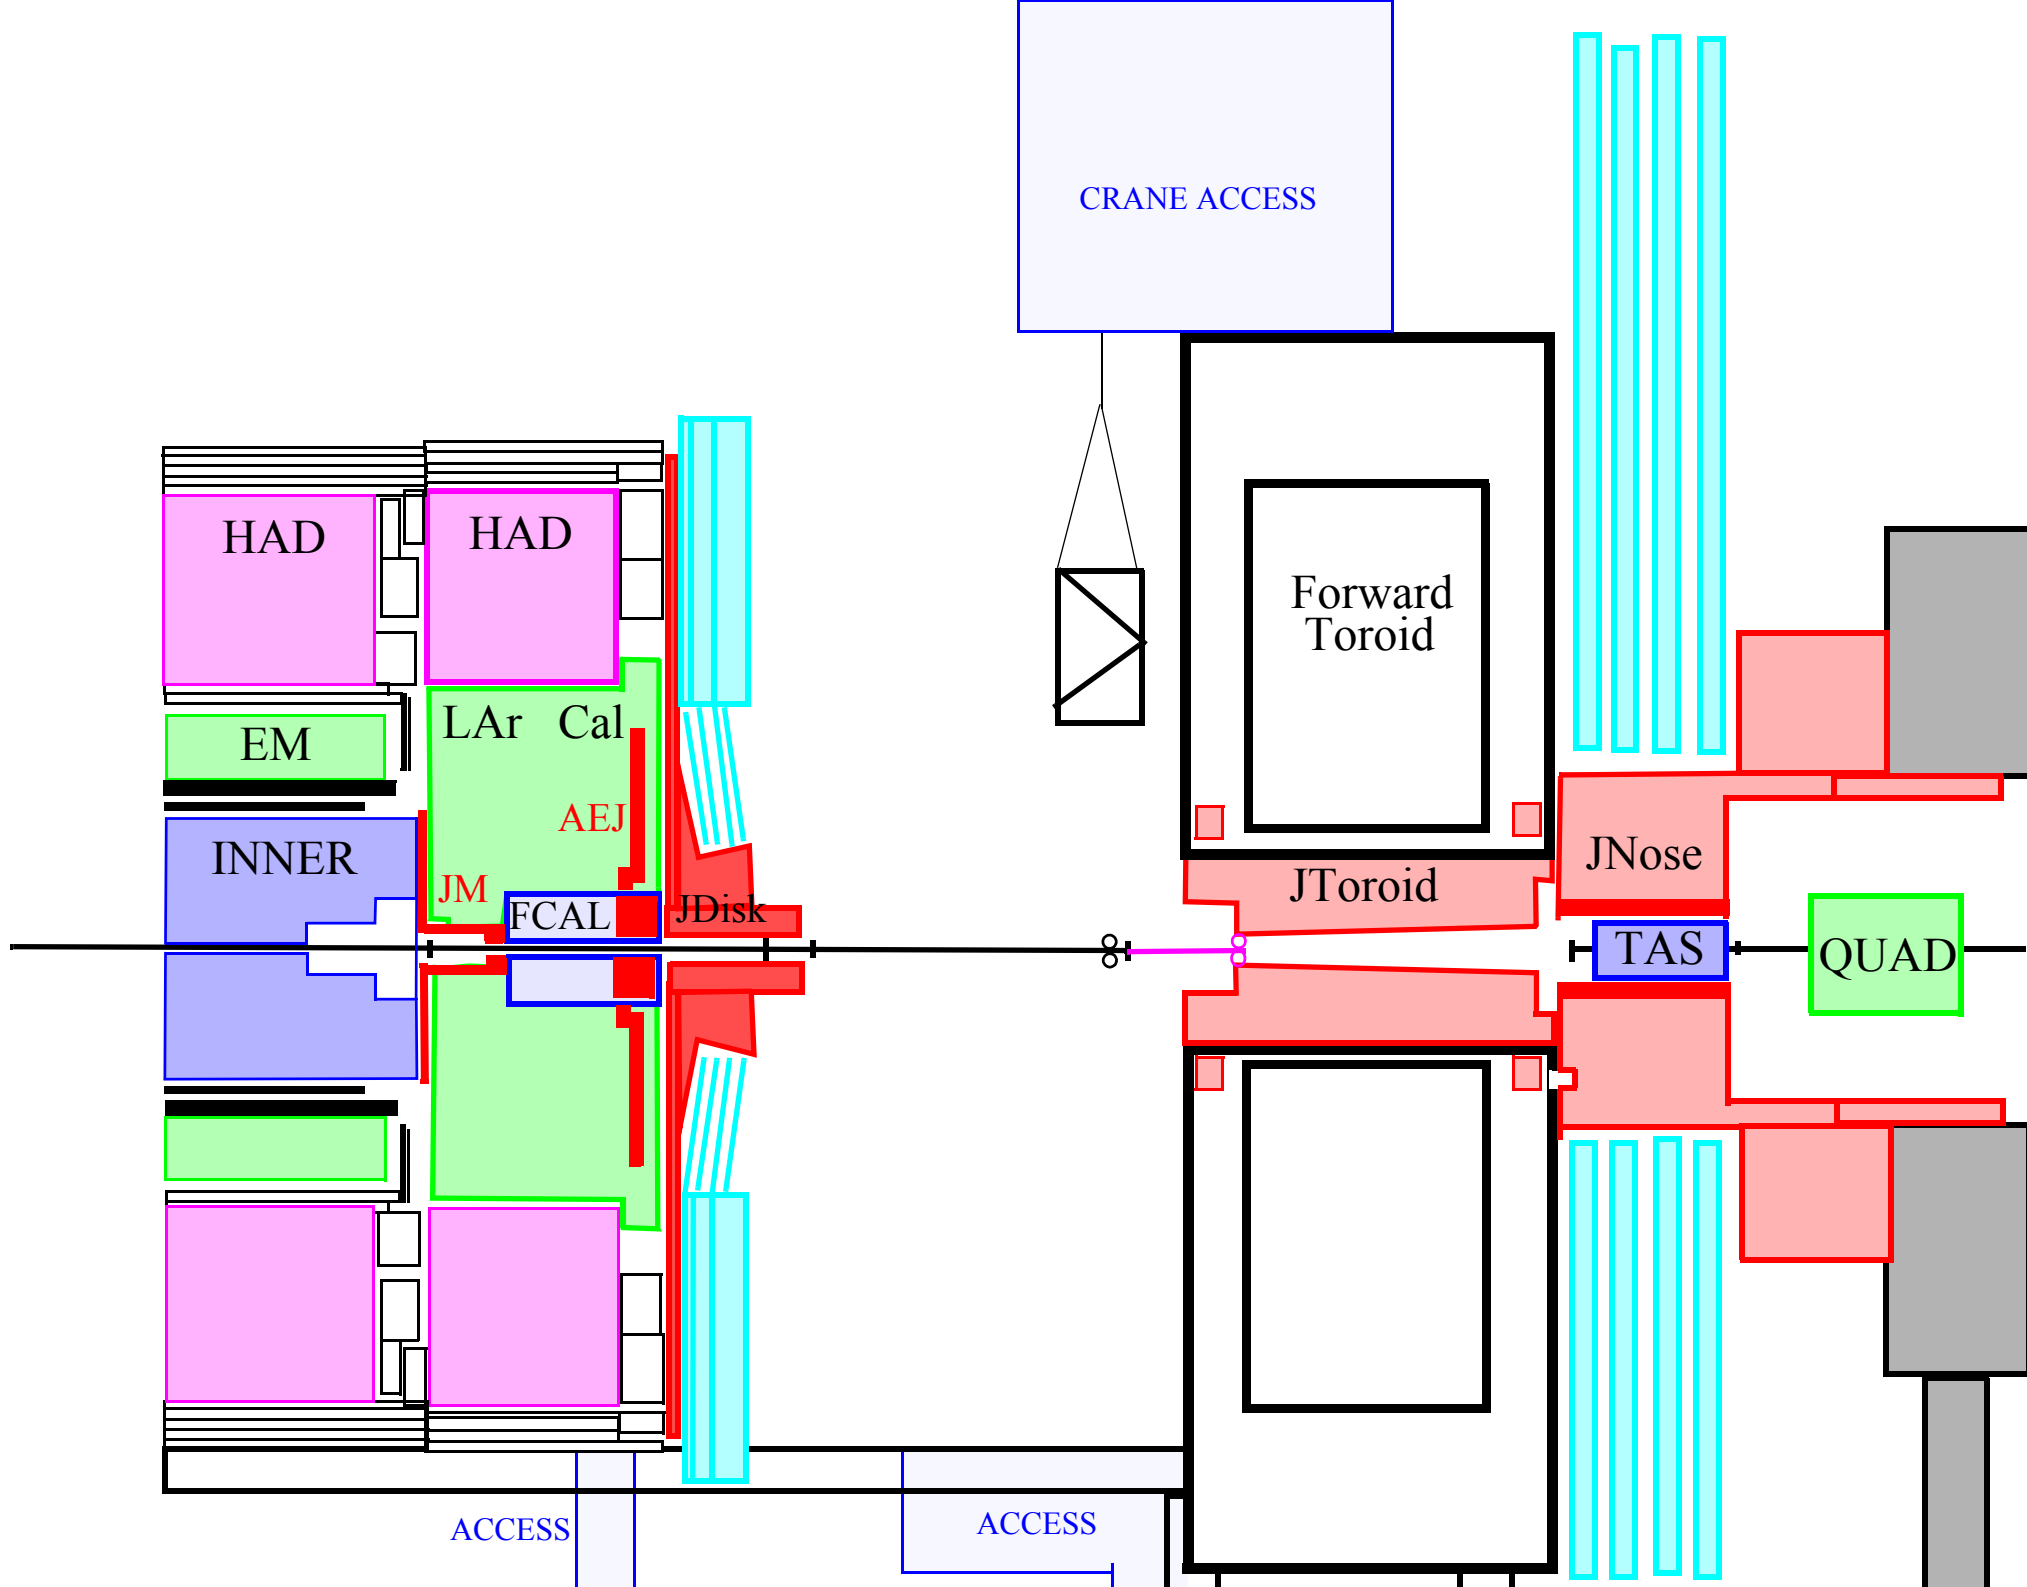 CRANE ACCESS
HAD
HAD
Forward
Toroid
LAr Cal
EM
AEJ
INNER
JM
FCAL
JDisk
JToroid
JNose
TAS
QUAD
ACCESS
ACCESS